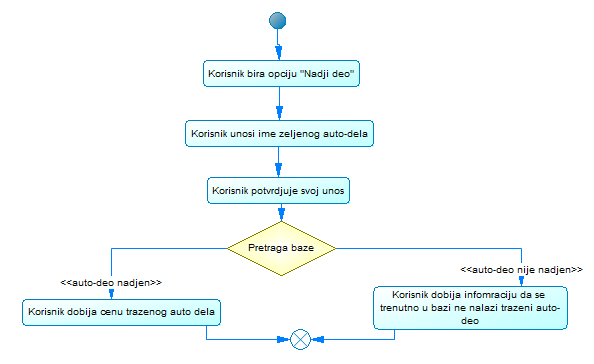 Korisnik bira opciju "Nadji deo"
Korisnik unosi ime zeljenog auto-dela
Korisnik potvrdjuje svoj unos
Pretraga baze
<<auto-deo nadjen>>
<<auto-deo nije nadjen>>
Korisnik dobija cenu trazenog auto dela
Korisnik dobija infomraciju da se
trenutno u bazi ne nalazi trazeni auto-
deo